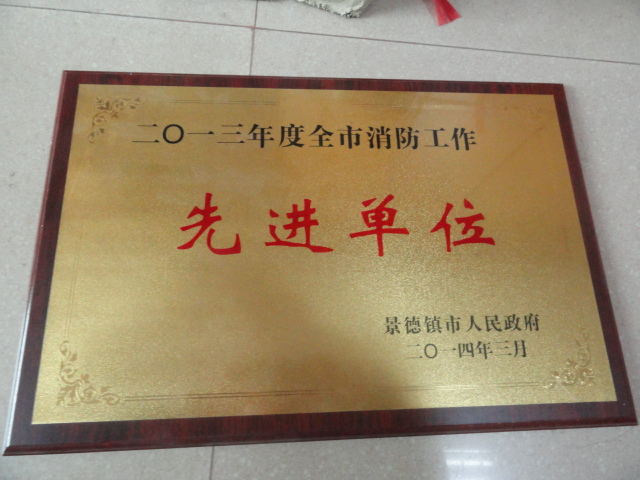 二〇一三年度全市消防工作
先进单位
景德镇市人民政府
二〇一四年三月